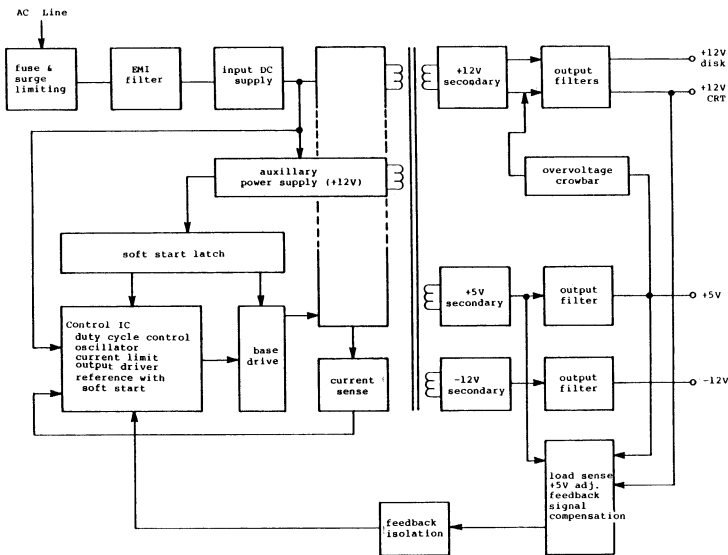 AC Line
fuse &
surge
limiting
EMI
filter
input DC
supply
+12V
secondary
output
filters
+12V
disk
+12V
CRT
auxillary
power supply (+12V)
overvoltage
crowbar
soft start latch
+5V
secondary
output
filter
+5V
Control IC
duty cycle control
oscillator
current limit
output driver
reference with
soft start
base
drive
current
sense
-12V
secondary
output
filter
-12V
load sense
+5V adj.
feedback
signal
compensation
feedback
isolation